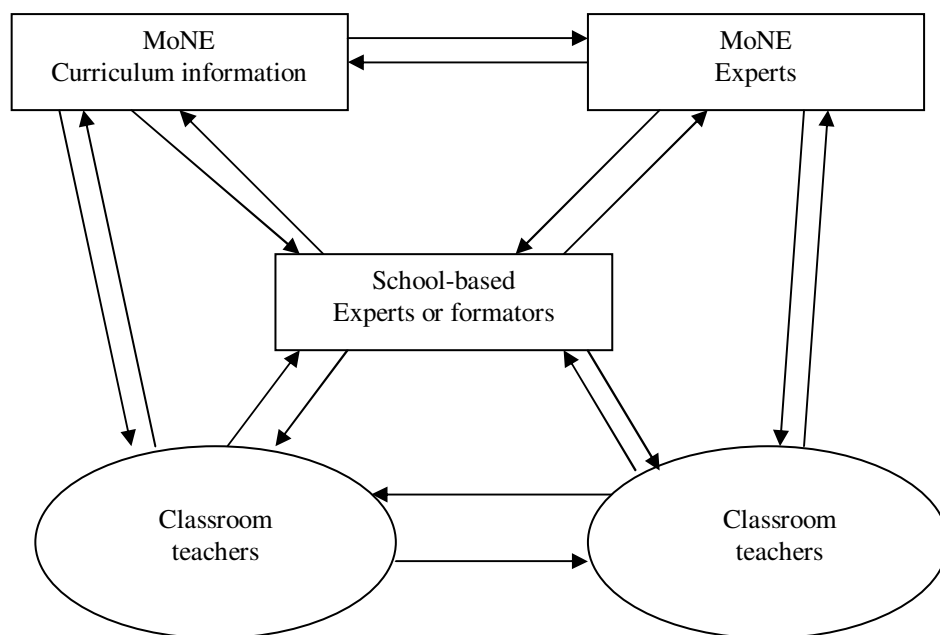 MoNE
Curriculum information
MoNE
Experts
School-based
Experts or formators
Classroom
teachers
Classroom
teachers